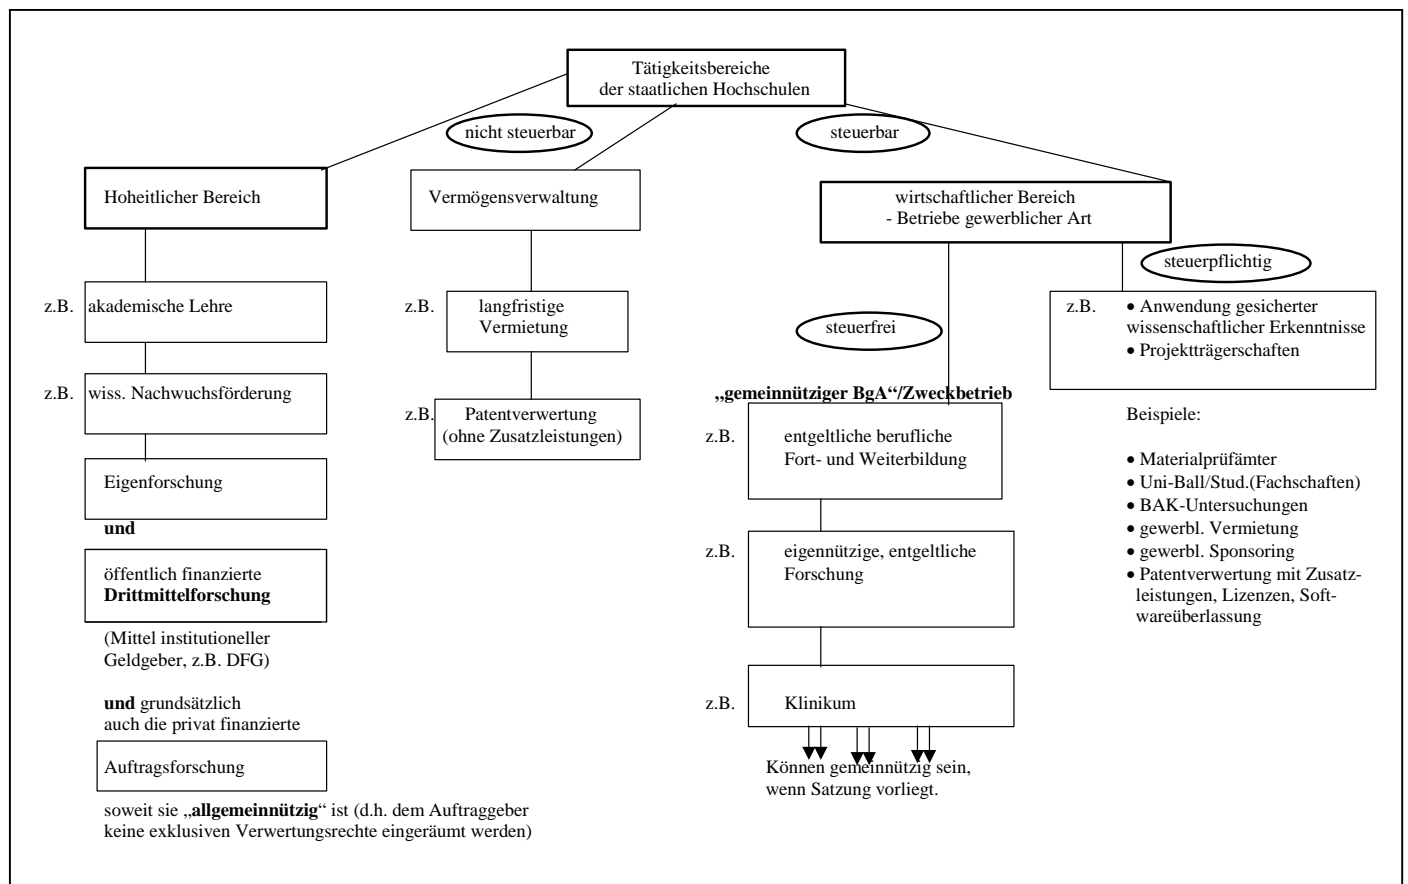 Tätigkeitsbereiche
der staatlichen Hochschulen
nicht steuerbar
steuerbar
Hoheitlicher Bereich
Vermögensverwaltung
wirtschaftlicher Bereich
- Betriebe gewerblicher Art
steuerpflichtig
z.B. akademische Lehre
z.B. langfristige
Vermietung
steuerfrei
z.B. • Anwendung gesicherter
wissenschaftlicher Erkenntnisse
• Projektträgerschaften
z.B. wiss. Nachwuchsförderung
z.B. Patentverwertung
(ohne Zusatzleistungen)
„gemeinnütziger BgA“/Zweckbetrieb
z.B. entgeltliche berufliche
Fort- und Weiterbildung
Beispiele:
• Materialprüfämter
• Uni-Ball/Stud.(Fachschaften)
• BAK-Untersuchungen
• gewerbl. Vermietung
• gewerbl. Sponsoring
• Patentverwertung mit Zusatz-
leistungen, Lizenzen, Soft-
wareüberlassung
Eigenforschung
und
öffentlich finanzierte
Drittmittelforschung
(Mittel institutioneller
Geldgeber, z.B. DFG)
und grundsätzlich
auch die privat finanzierte
Auftragsforschung
soweit sie „allgemeinnützig“ ist (d.h. dem Auftraggeber
keine exklusiven Verwertungsrechte eingeräumt werden)
z.B. eigennützige, entgeltliche
Forschung
z.B. Klinikum
Können gemeinnützig sein,
wenn Satzung vorliegt.